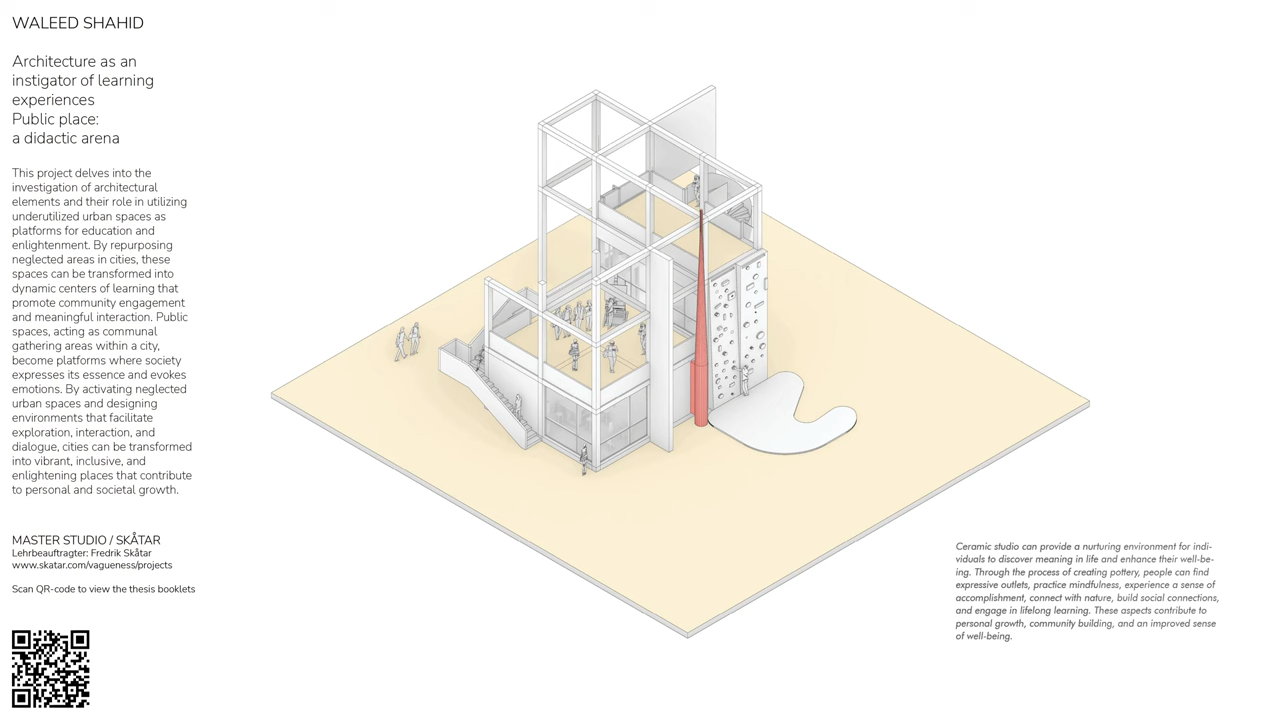 WALEED SHAHID
Architecture as an
instigator of learning
experiences
Public place:
a didactic arena
This project delves into the
investigation of architectural
elements and their role in utilizing
underutilized urban spaces as
platforms for education and
enlightenment. By repurposing
neglected areas in cities, these
spaces can be transformed into
dynamic centers of learning that
promote community engagement
and meaningful interaction. Public
spaces, acting as communal
gathering areas within a city,
become platforms where society
expresses its essence and evokes
emotions. By activating neglected
urban spaces and designing
environments that facilitate
exploration, interaction, and
dialogue, cities can be transformed
into vibrant, inclusive, and
enlightening places that contribute
to personal and societal growth.
MASTER STUDIO / SKÅTAR
Lehrbeauftragter: Fredrik Skåtar
www.skatar.com/vagueness/projects
Scan QR-code to view the thesis booklets
Ceramic studio can provide a nurturing environment for indi-
viduals to discover meaning in life and enhance their well-be-
ing. Through the process of creating pottery, people can find
expressive outlets, practice mindfulness, experience a sense of
accomplishment, connect with nature, build social connections,
and engage in lifelong learning. These aspects contribute to
personal growth, community building, and an improved sense
of well-being.